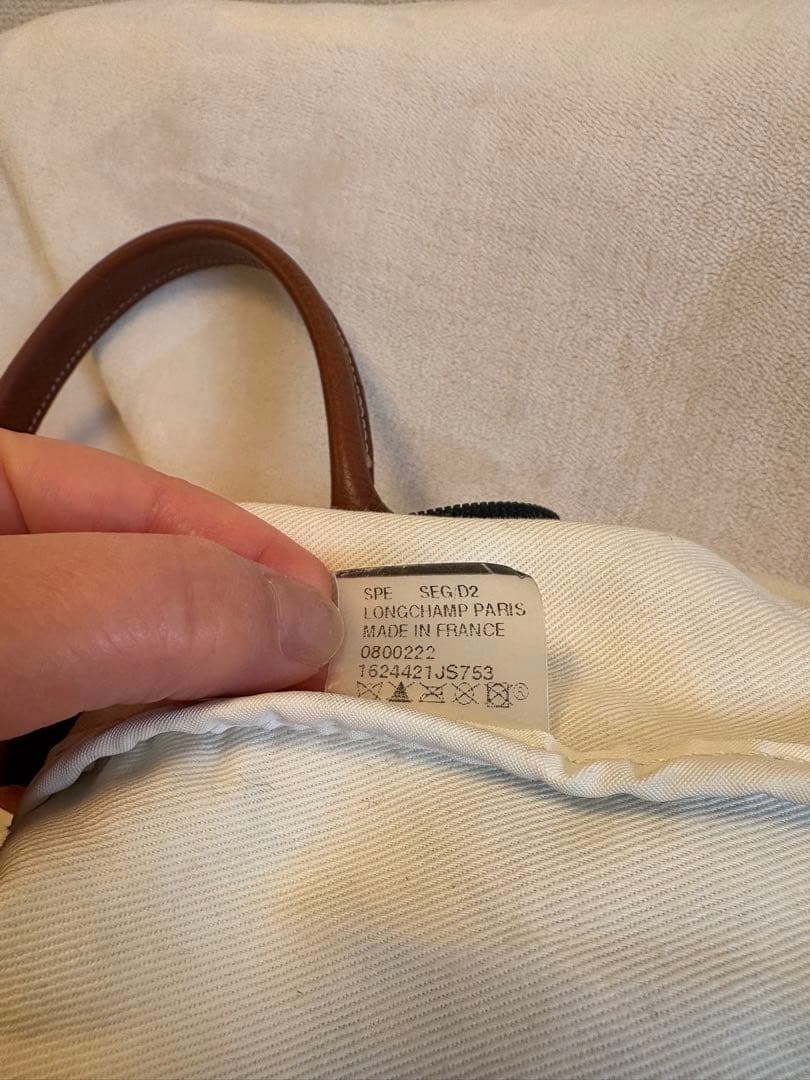 SPE SEG/D2
LONGCHAMP PARIS
MADE IN FRANCE
0800222
1624421JS753
®